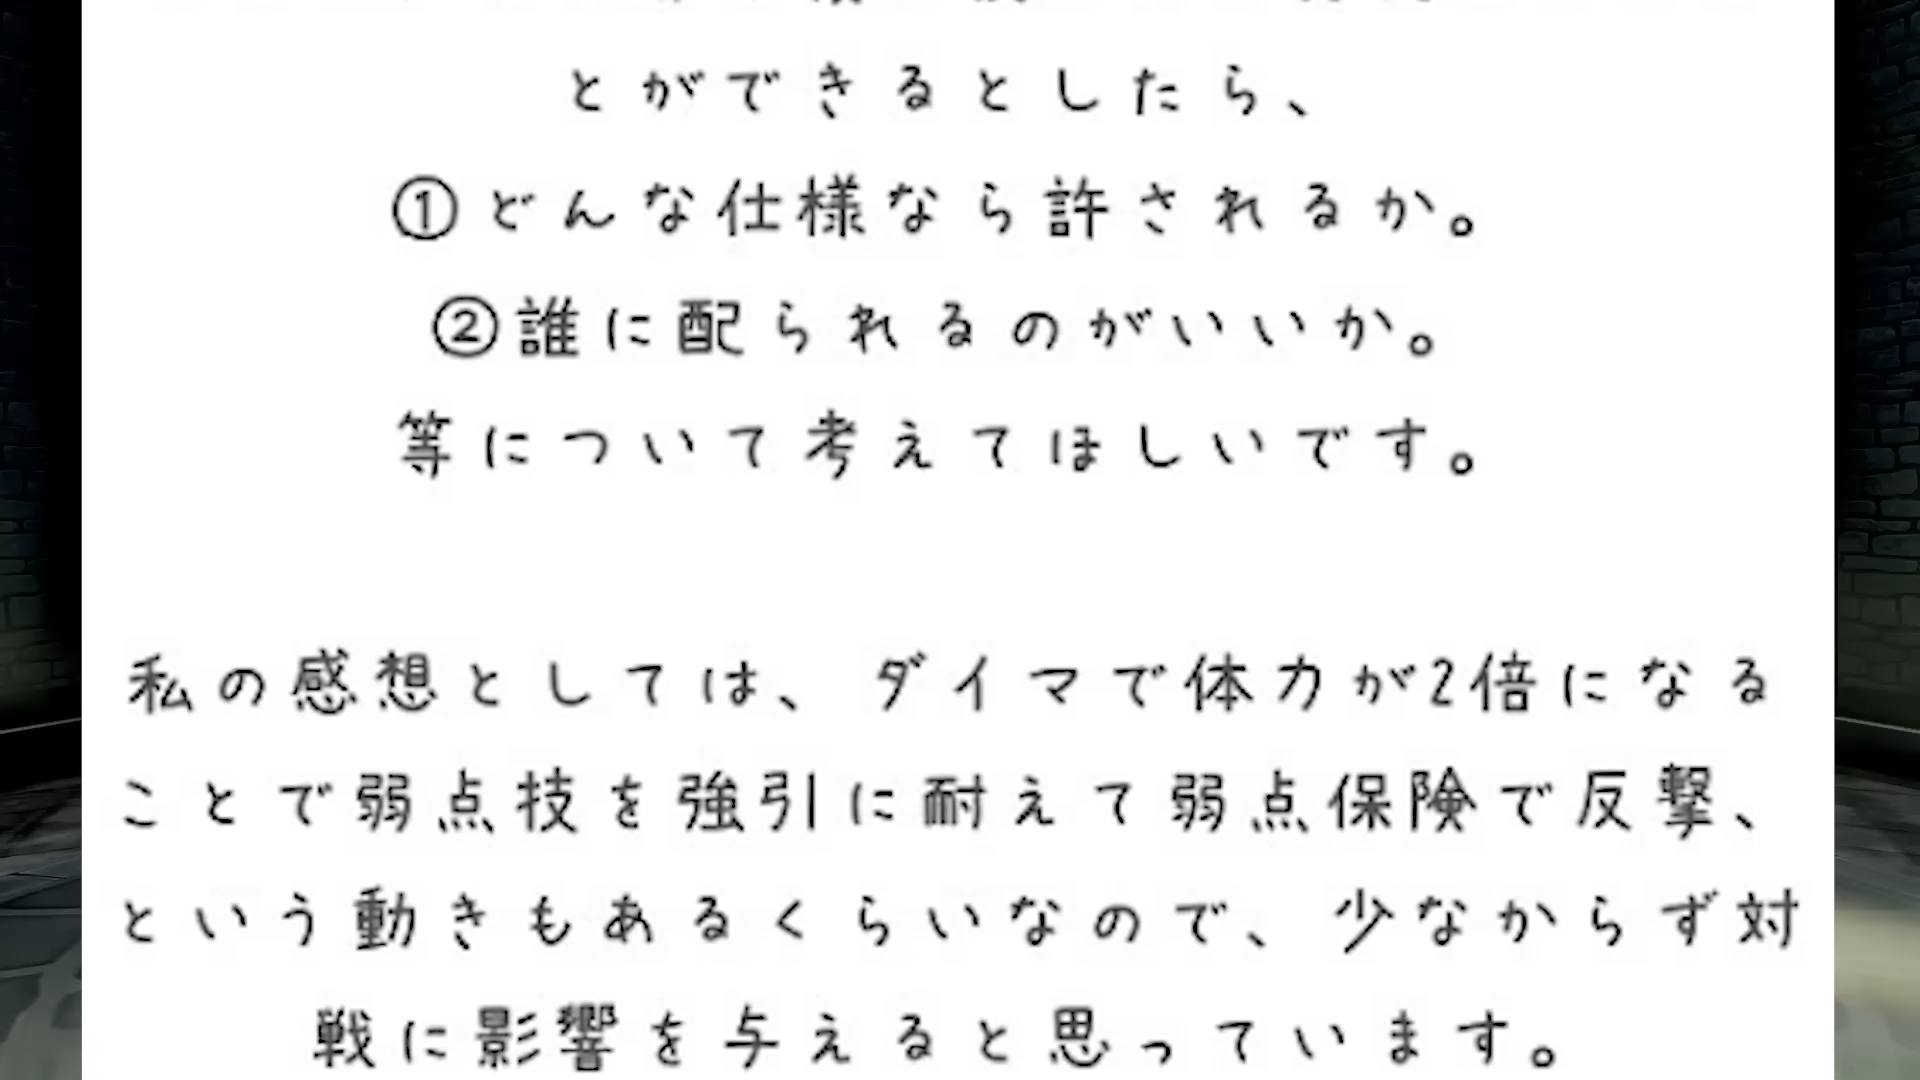 とができるとしたら、
①どんな仕様なら許されるか。
②誰に配られるのがいいか。
等について考えてほしいです。
私の感想としては、ダイマで体力が2倍になる
ことで弱点技を強引に耐えて弱点保険で反撃、
という動きもあるくらいなので、少なからず対
戦に影響を与えると思っています。